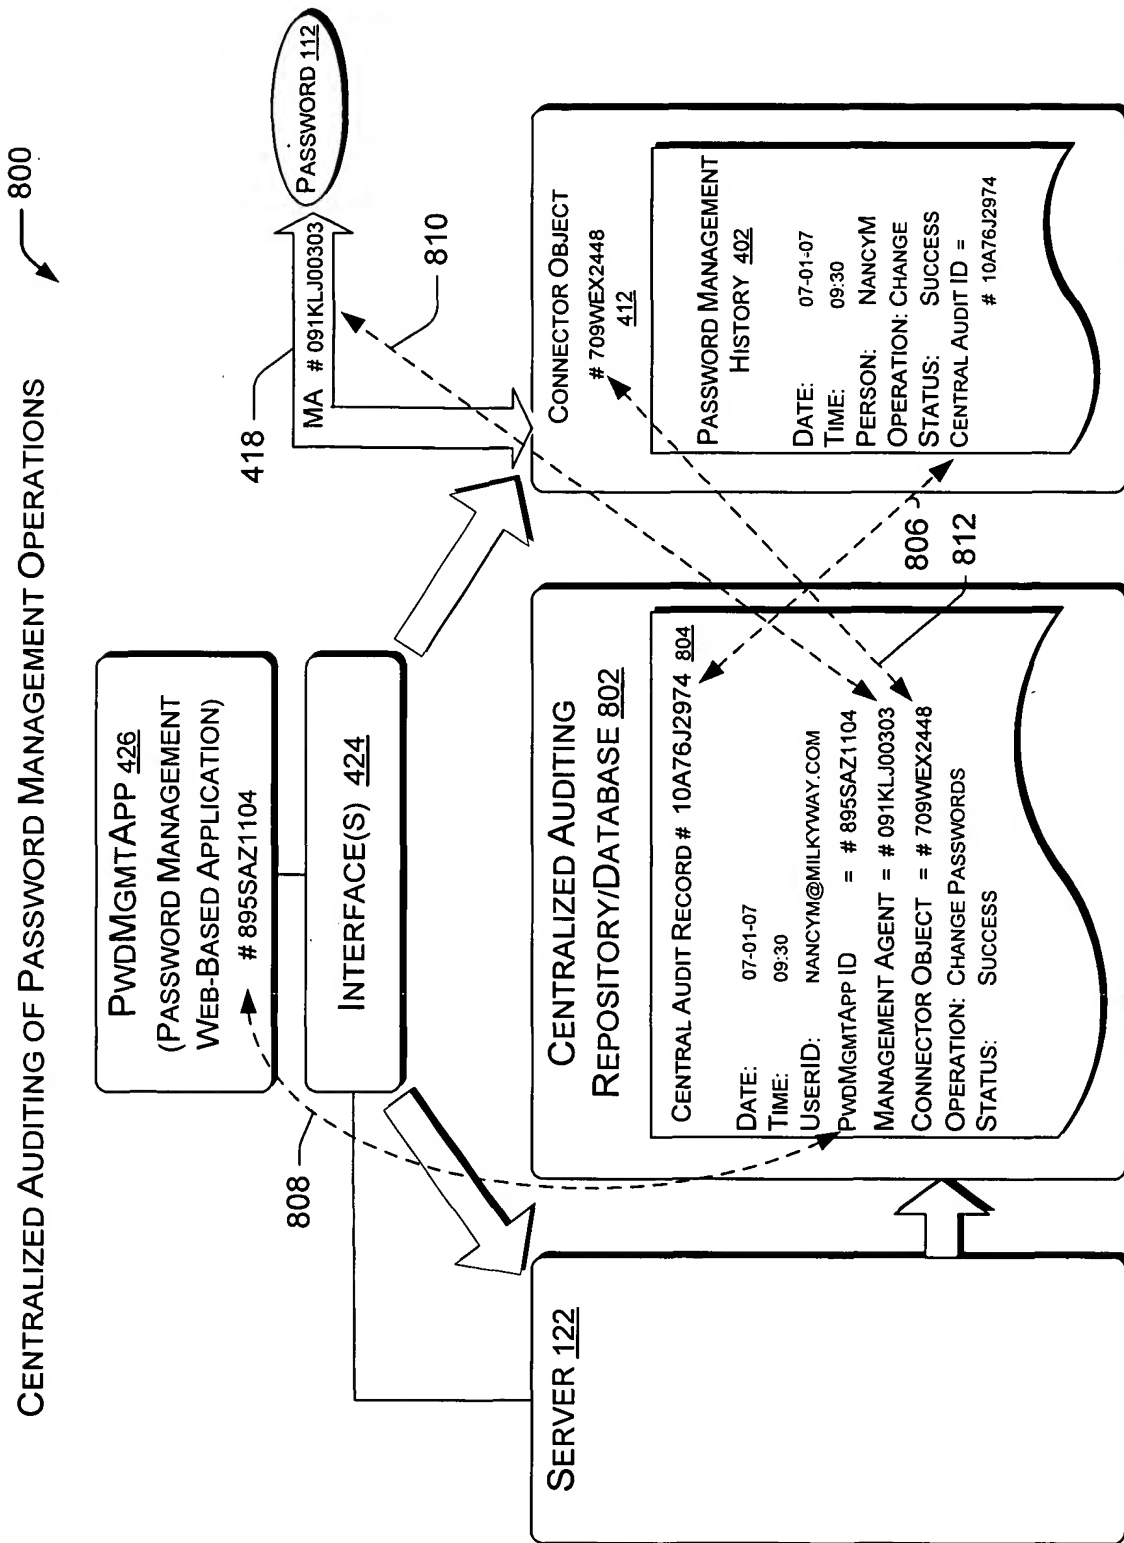 CENTRALIZED AUDITING OF PASSWORD MANAGEMENT OPERATIONS
800
PWDMGMTAPP 426
(PASSWORD MANAGEMENT
WEB-BASED APPLICATION)
# 895SAZ1104
INTERFACE(S) 424
808
418
MA # 091KLJ00303
PASSWORD 112
810
SERVER 122
CENTRALIZED AUDITING
REPOSITORY/DATABASE 802
CENTRAL AUDIT RECORD # 10A76J2974 804
DATE: 07-01-07
TIME: 09:30
USERID: NANCYM@MILKYWAY.COM
PWDMGMTAPP ID = # 895SAZ1104
MANAGEMENT AGENT = # 091KLJ00303
CONNECTOR OBJECT = # 709WEX2448
OPERATION: CHANGE PASSWORDS
STATUS: SUCCESS
806
812
CONNECTOR OBJECT
# 709WEX2448
412
PASSWORD MANAGEMENT
HISTORY 402
DATE: 07-01-07
TIME: 09:30
PERSON: NANCYM
OPERATION: CHANGE
STATUS: SUCCESS
CENTRAL AUDIT ID =
# 10A76J2974